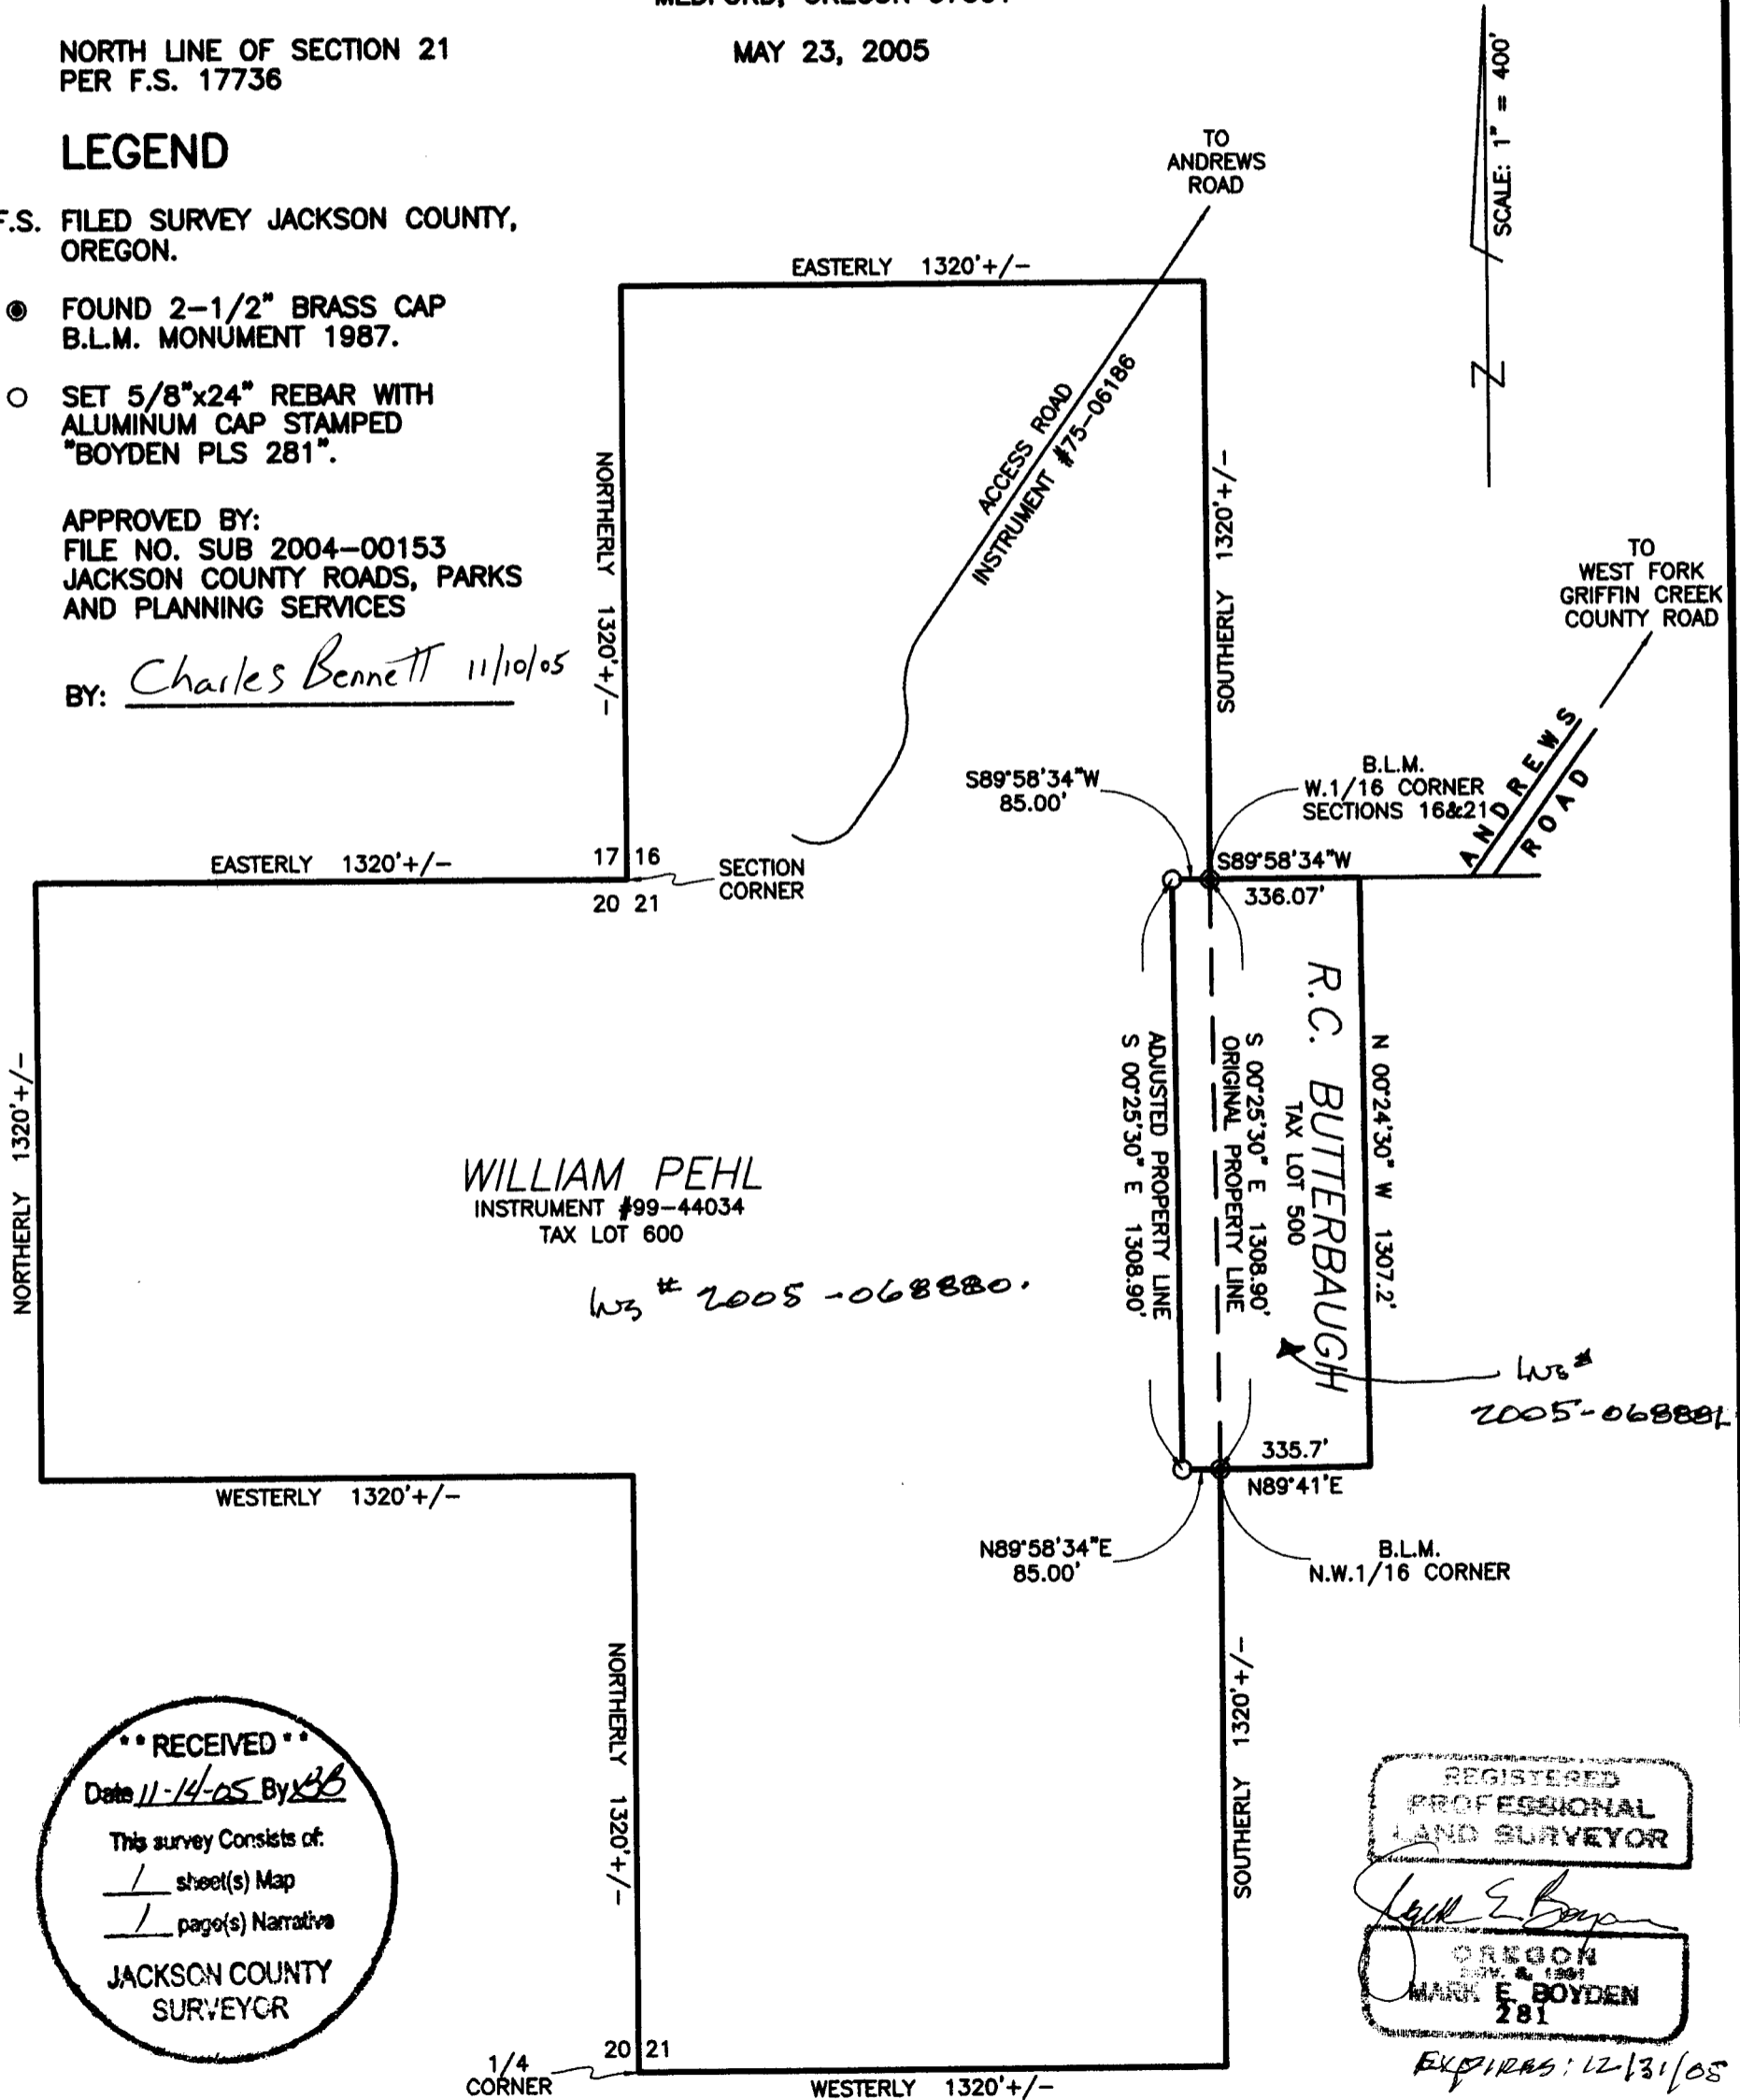 NORTH LINE OF SECTION 21
PER F.S. 17736
MAY 23, 2005
LEGEND
F.S. FILED SURVEY JACKSON COUNTY,
OREGON.
FOUND 2-1/2" BRASS CAP
B.L.M. MONUMENT 1987.
SET 5/8"x24" REBAR WITH
ALUMINUM CAP STAMPED
"BOYDEN PLS 281".
APPROVED BY:
FILE NO. SUB 2004-00153
JACKSON COUNTY ROADS, PARKS
AND PLANNING SERVICES
BY: Charles Bennett 11/10/05
SCALE: 1" = 400'
Z
TO
ANDREWS
ROAD
EASTERLY 1320'+/-
ACCESS ROAD
INSTRUMENT #75-06186
NORTHERLY 1320'+/-
SOUTHERLY 1320'+/-
TO
WEST FORK
GRIFFIN CREEK
COUNTY ROAD
ANDREWS
ROAD
S89°58'34"W
85.00'
B.L.M.
W.1/16 CORNER
SECTIONS 16&21
S89°58'34"W
336.07'
EASTERLY 1320'+/-
17 16
20 21
SECTION
CORNER
NORTHERLY 1320'+/-
WILLIAM PEHL
INSTRUMENT #99-44034
TAX LOT 600
# 2005-068880.
ADJUSTED PROPERTY LINE
S 00°25'30" E 1308.90'
S 00°25'30" E 1308.90'
ORIGINAL PROPERTY LINE
R.C. BUTTERBAUGH
TAX LOT 500
N 00°24'30" W 1307.2'
335.7'
N89°41'E
WESTERLY 1320'+/-
N89°58'34"E
85.00'
B.L.M.
N.W.1/16 CORNER
NORTHERLY 1320'+/-
SOUTHERLY 1320'+/-
20 21
1/4
CORNER
WESTERLY 1320'+/-
** RECEIVED **
Date 11-14-05 By
This survey Consists of:
1 sheet(s) Map
1 page(s) Narrative
JACKSON COUNTY
SURVEYOR
REGISTERED
PROFESSIONAL
LAND SURVEYOR
OREGON
MARK E. BOYDEN
281
EXPIRES: 12/31/05